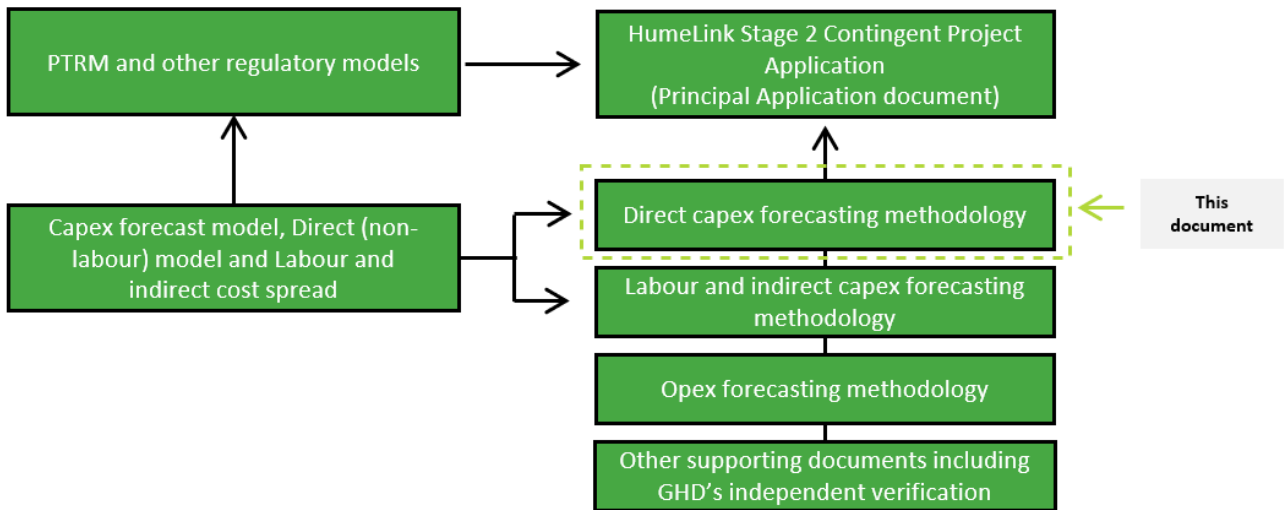 PTRM and other regulatory models
HumeLink Stage 2 Contingent Project
Application
(Principal Application document)
Capex forecast model, Direct (non-
labour) model and Labour and
indirect cost spread
Direct capex forecasting methodology
This
document
Labour and indirect capex forecasting
methodology
Opex forecasting methodology
Other supporting documents including
GHD's independent verification